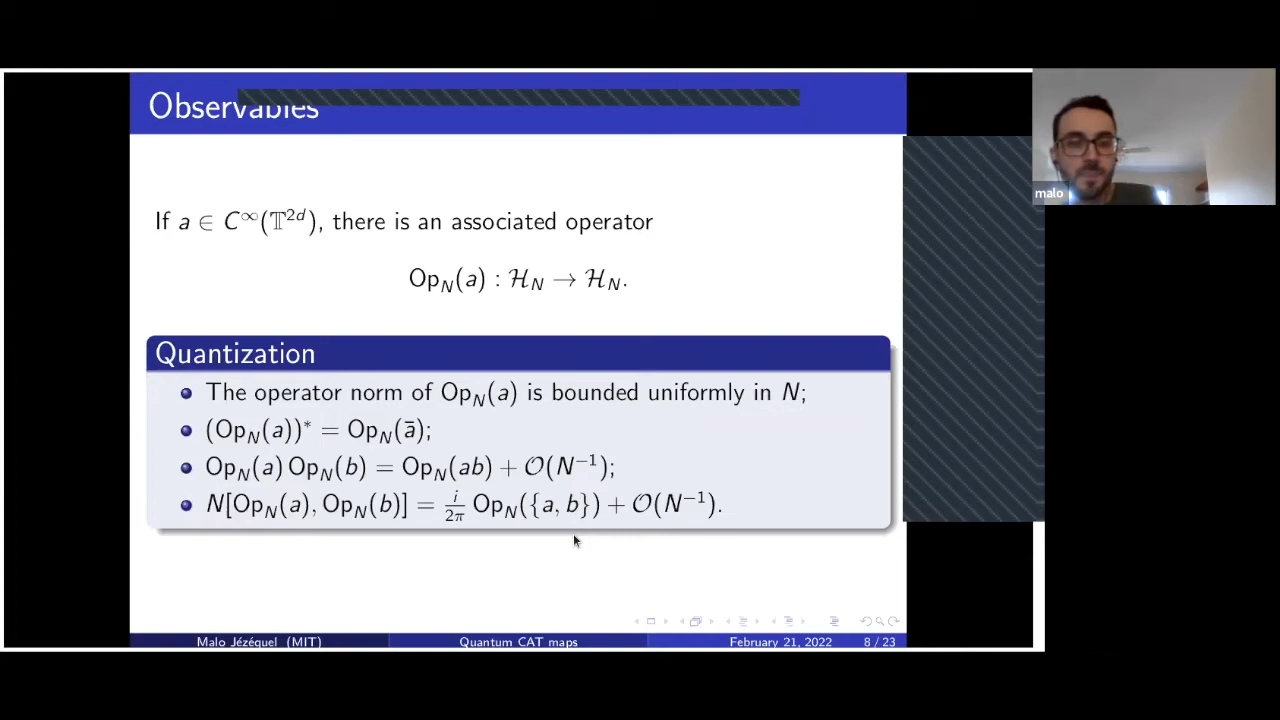 Observables
malo
If a ∈ C^∞(𝕋^{2d}), there is an associated operator
Op_N(a) : ℋ_N → ℋ_N.
Quantization
The operator norm of Op_N(a) is bounded uniformly in N;
(Op_N(a))* = Op_N(ā);
Op_N(a) Op_N(b) = Op_N(ab) + 𝒪(N^{−1});
N[Op_N(a), Op_N(b)] = i/2π Op_N({a, b}) + 𝒪(N^{−1}).
Malo Jézéquel (MIT) Quantum CAT maps February 21, 2022 8 / 23